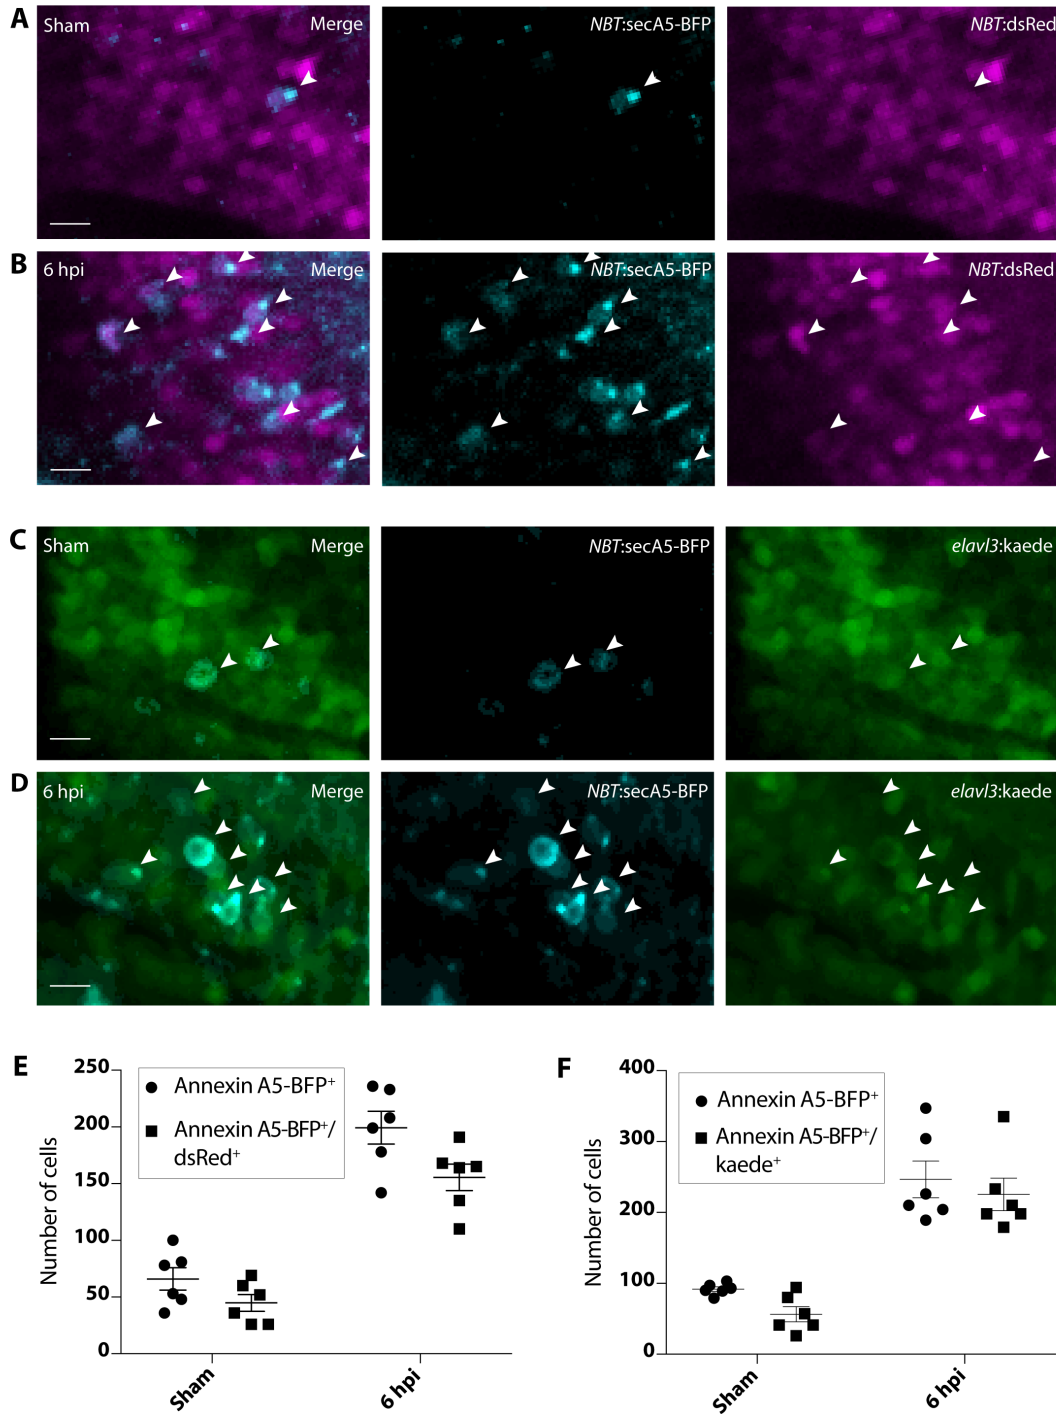 A
Sham
Merge
NBT:secA5-BFP
NBT:dsRed
B
6 hpi
Merge
NBT:secA5-BFP
NBT:dsRed
C
Sham
Merge
NBT:secA5-BFP
elavl3:kaede
D
6 hpi
Merge
NBT:secA5-BFP
elavl3:kaede
E
Number of cells
250
200
150
100
50
0
Annexin A5-BFP⁺
Annexin A5-BFP⁺/
dsRed⁺
Sham
6 hpi
F
Number of cells
400
300
200
100
0
Annexin A5-BFP⁺
Annexin A5-BFP⁺/
kaede⁺
Sham
6 hpi